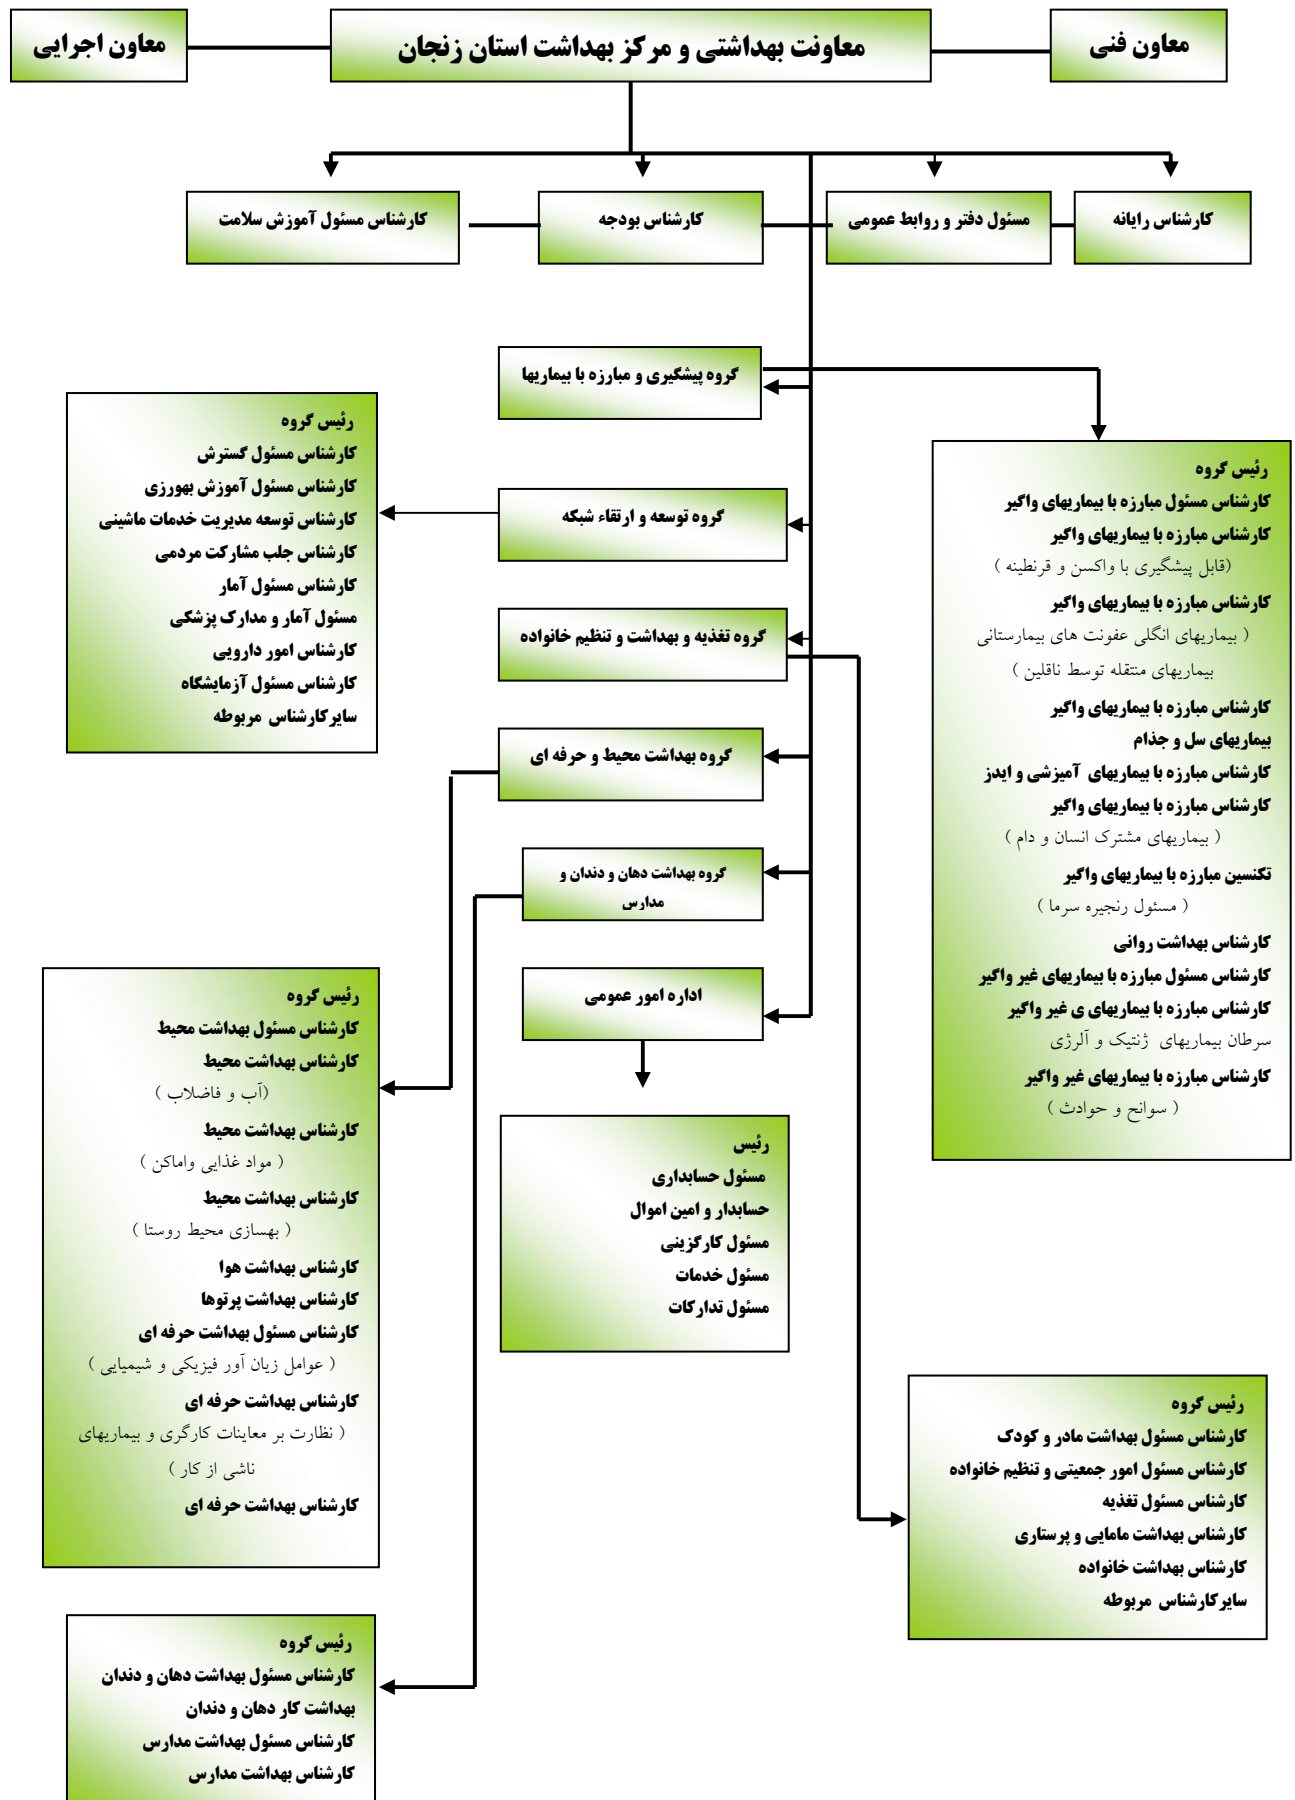 معاون فنی
معاونت بهداشتی و مرکز بهداشت استان زنجان
معاون اجرایی
کارشناس رایانه
مسئول دفتر و روابط عمومی
کارشناس بودجه
کارشناس مسئول آموزش سلامت
گروه پیشگیری و مبارزه با بیماریها
رئیس گروه
کارشناس مسئول مبارزه با بیماریهای واگیر
کارشناس مبارزه با بیماریهای واگیر
(قابل پیشگیری با واکسن و قرنطینه )
کارشناس مبارزه با بیماریهای واگیر
( بیماریهای انگلی عفونت های بیمارستانی
بیماریهای منتقله توسط ناقلین )
کارشناس مبارزه با بیماریهای واگیر
بیماریهای سل و جذام
کارشناس مبارزه با بیماریهای آمیزشی و ایدز
کارشناس مبارزه با بیماریهای واگیر
( بیماریهای مشترک انسان و دام )
تکنسین مبارزه با بیماریهای واگیر
( مسئول رنجیره سرما )
کارشناس بهداشت روانی
کارشناس مسئول مبارزه با بیماریهای غیر واگیر
کارشناس مبارزه با بیماریهای ی غیر واگیر
سرطان بیماریهای ژنتیک و آلرژی
کارشناس مبارزه با بیماریهای غیر واگیر
( سوانح و حوادث )
گروه توسعه و ارتقاء شبکه
رئیس گروه
کارشناس مسئول گسترش
کارشناس مسئول آموزش بهورزی
کارشناس توسعه مدیریت خدمات ماشینی
کارشناس جلب مشارکت مردمی
کارشناس مسئول آمار
مسئول آمار و مدارک پزشکی
کارشناس امور دارویی
کارشناس مسئول آزمایشگاه
سایرکارشناس مربوطه
گروه تغذیه و بهداشت و تنظیم خانواده
رئیس گروه
کارشناس مسئول بهداشت مادر و کودک
کارشناس مسئول امور جمعیتی و تنظیم خانواده
کارشناس مسئول تغذیه
کارشناس بهداشت مامایی و پرستاری
کارشناس بهداشت خانواده
سایرکارشناس مربوطه
گروه بهداشت محیط و حرفه ای
رئیس گروه
کارشناس مسئول بهداشت محیط
کارشناس بهداشت محیط
(آب و فاضلاب )
کارشناس بهداشت محیط
( مواد غذایی واماکن )
کارشناس بهداشت محیط
( بهسازی محیط روستا )
کارشناس بهداشت هوا
کارشناس بهداشت پرتوها
کارشناس مسئول بهداشت حرفه ای
( عوامل زیان آور فیزیکی و شیمیایی )
کارشناس بهداشت حرفه ای
( نظارت بر معاینات کارگری و بیماریهای
ناشی از کار )
کارشناس بهداشت حرفه ای
گروه بهداشت دهان و دندان و
مدارس
رئیس گروه
کارشناس مسئول بهداشت دهان و دندان
بهداشت کار دهان و دندان
کارشناس مسئول بهداشت مدارس
کارشناس بهداشت مدارس
اداره امور عمومی
رئیس
مسئول حسابداری
حسابدار و امین اموال
مسئول کارگزینی
مسئول خدمات
مسئول تدارکات